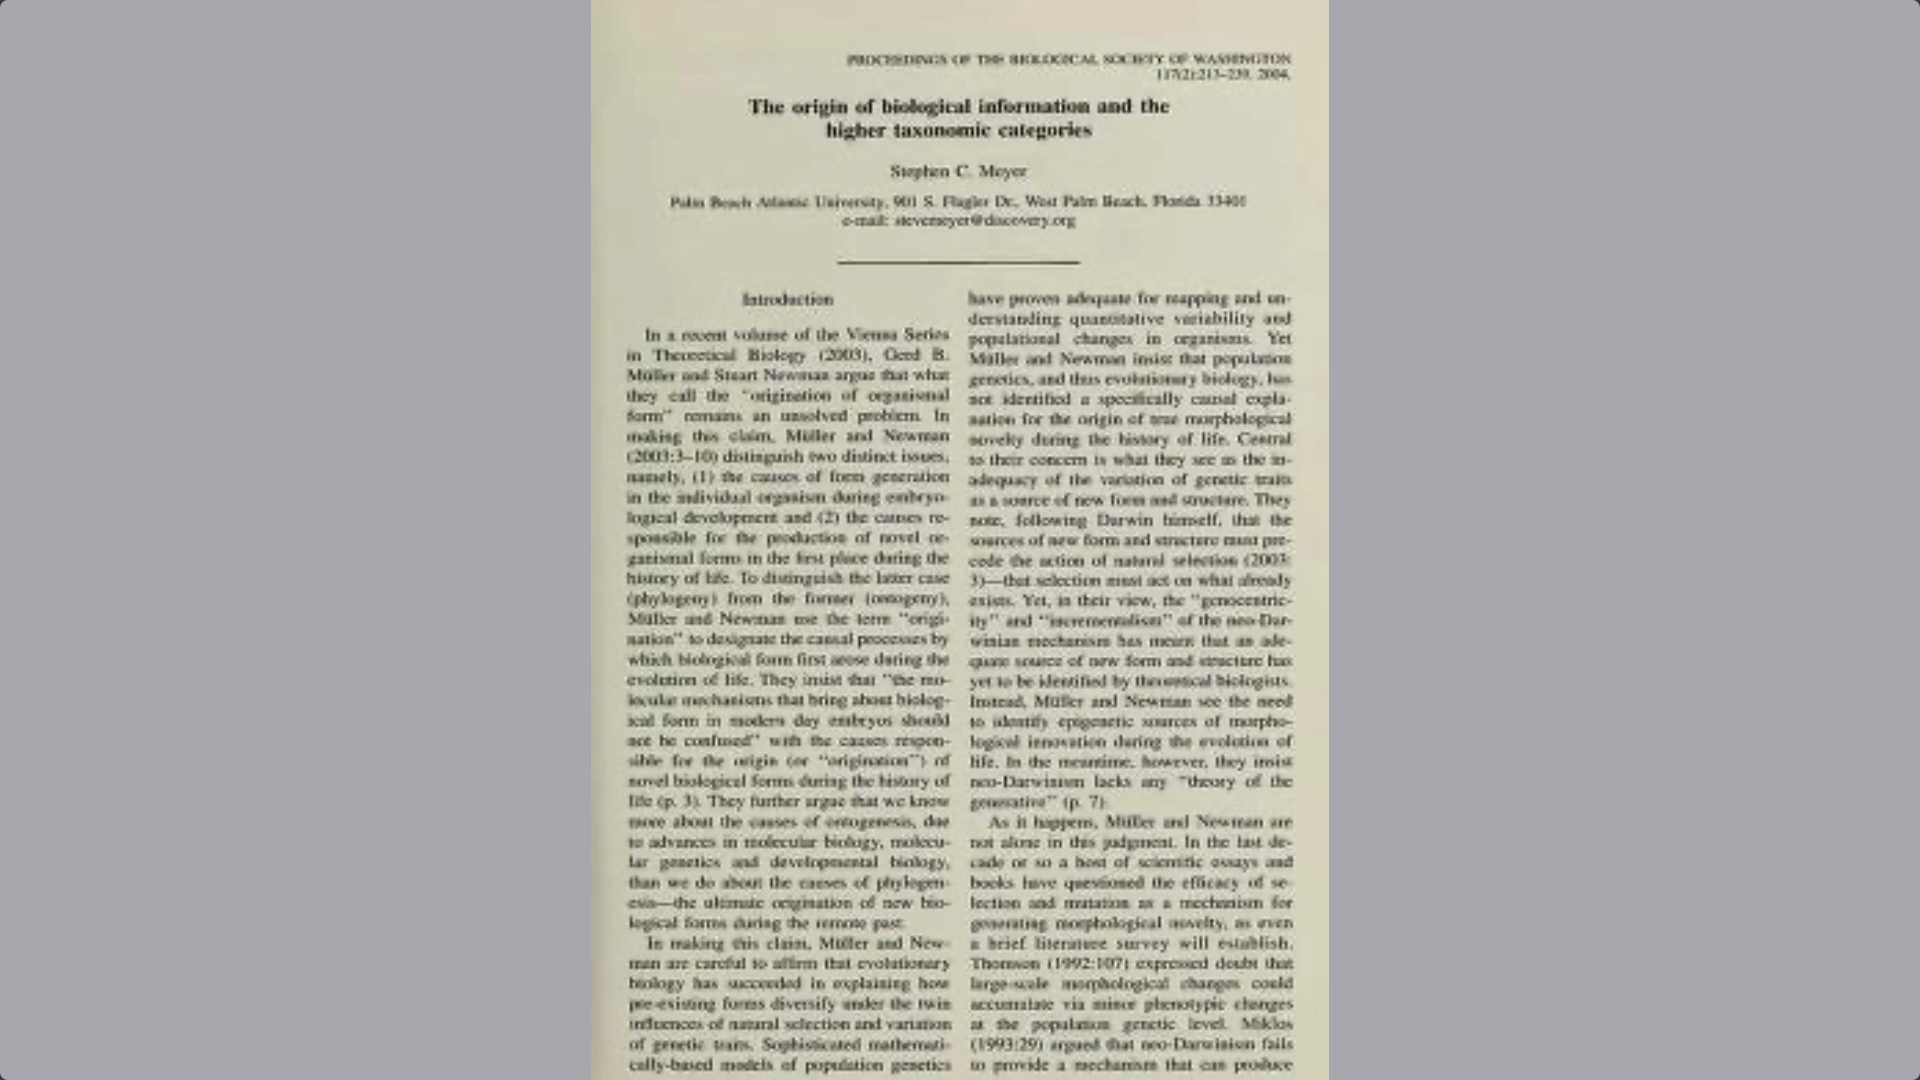 PROCEEDINGS OF THE BIOLOGICAL SOCIETY OF WASHINGTON
117(2):213–239. 2004.
The origin of biological information and the
higher taxonomic categories
Stephen C. Meyer
Palm Beach Atlantic University, 901 S. Flagler Dr., West Palm Beach, Florida 33401
e-mail: stevemeyer@discovery.org
Introduction
In a recent volume of the Vienna Series
in Theoretical Biology (2003), Gerd B.
Müller and Stuart Newman argue that what
they call the “origination of organismal
form” remains an unsolved problem. In
making this claim, Müller and Newman
(2003:3–10) distinguish two distinct issues,
namely, (1) the causes of form generation
in the individual organism during embryo-
logical development and (2) the causes re-
sponsible for the production of novel or-
ganismal forms in the first place during the
history of life. To distinguish the latter case
(phylogeny) from the former (ontogeny),
Müller and Newman use the term “origi-
nation” to designate the causal processes by
which biological form first arose during the
evolution of life. They insist that “the mo-
lecular mechanisms that bring about biolog-
ical form in modern day embryos should
not be confused” with the causes respon-
sible for the origin (or “origination”) of
novel biological forms during the history of
life (p. 3). They further argue that we know
more about the causes of ontogenesis, due
to advances in molecular biology, molecu-
lar genetics and developmental biology,
than we do about the causes of phylogen-
esis—the ultimate origination of new bio-
logical forms during the remote past.
In making this claim, Müller and New-
man are careful to affirm that evolutionary
biology has succeeded in explaining how
pre-existing forms diversify under the twin
influences of natural selection and variation
of genetic traits. Sophisticated mathemati-
cally-based models of population genetics
have proven adequate for mapping and un-
derstanding quantitative variability and
populational changes in organisms. Yet
Müller and Newman insist that population
genetics, and thus evolutionary biology, has
not identified a specifically causal expla-
nation for the origin of true morphological
novelty during the history of life. Central
to their concern is what they see as the in-
adequacy of the variation of genetic traits
as a source of new form and structure. They
note, following Darwin himself, that the
sources of new form and structure must pre-
cede the action of natural selection (2003:
3)—that selection must act on what already
exists. Yet, in their view, the “genocentric-
ity” and “incrementalism” of the neo-Dar-
winian mechanism has meant that an ade-
quate source of new form and structure has
yet to be identified by theoretical biologists.
Instead, Müller and Newman see the need
to identify epigenetic sources of morpho-
logical innovation during the evolution of
life. In the meantime, however, they insist
neo-Darwinism lacks any “theory of the
generative” (p. 7).
As it happens, Müller and Newman are
not alone in this judgment. In the last de-
cade or so a host of scientific essays and
books have questioned the efficacy of se-
lection and mutation as a mechanism for
generating morphological novelty, as even
a brief literature survey will establish.
Thomson (1992:107) expressed doubt that
large-scale morphological changes could
accumulate via minor phenotypic changes
at the population genetic level. Miklos
(1993:29) argued that neo-Darwinism fails
to provide a mechanism that can produce